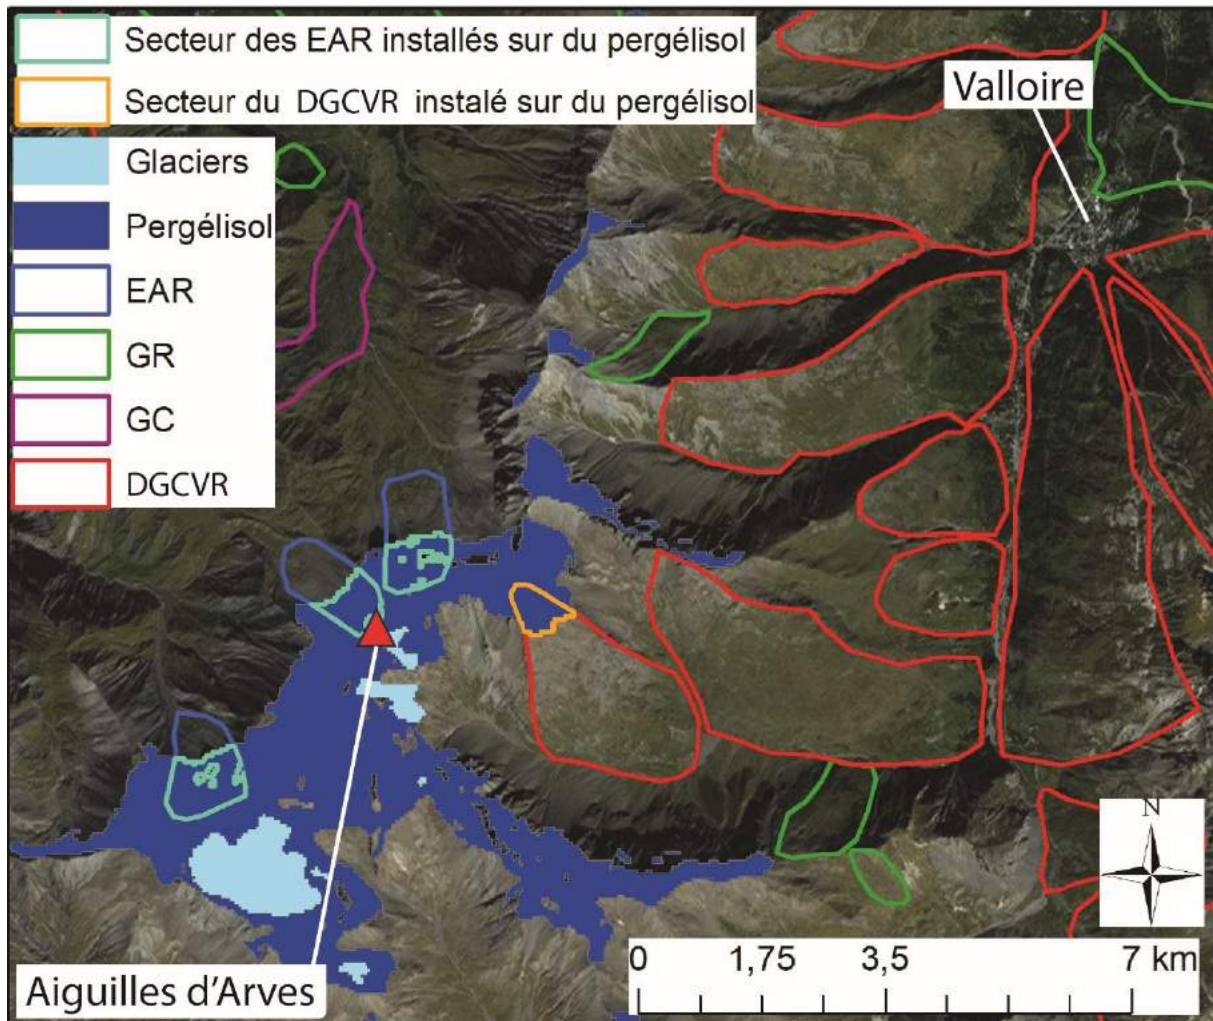 Secteur des EAR installés sur du pergélisol
Secteur du DGCVR instalé sur du pergélisol
Glaciers
Pergélisol
EAR
GR
GC
DGCVR
Valloire
Aiguilles d'Arves
N
0 1,75 3,5 7 km